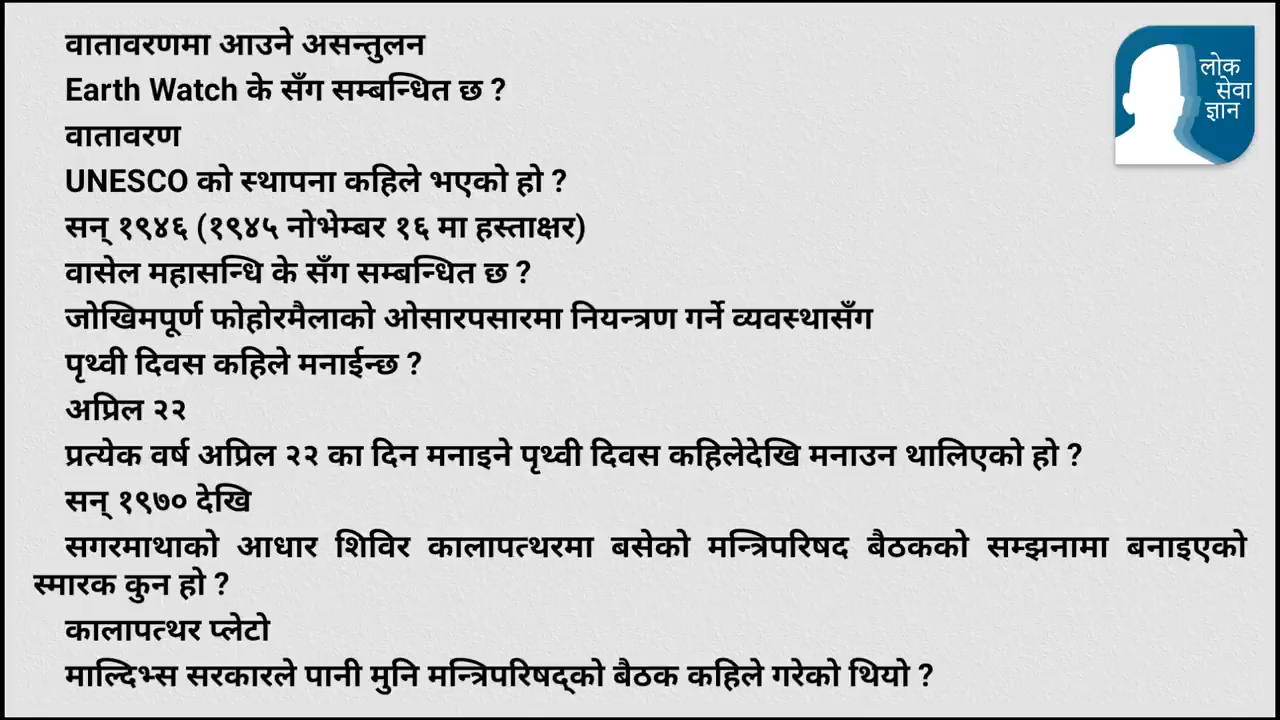 वातावरणमा आउने असन्तुलन
Earth Watch के सँग सम्बन्धित छ ?
वातावरण
UNESCO को स्थापना कहिले भएको हो ?
सन् १९४६ (१९४५ नोभेम्बर १६ मा हस्ताक्षर)
वासेल महासन्धि के सँग सम्बन्धित छ ?
जोखिमपूर्ण फोहोरमैलाको ओसारपसारमा नियन्त्रण गर्ने व्यवस्थासँग
पृथ्वी दिवस कहिले मनाईन्छ ?
अप्रिल २२
प्रत्येक वर्ष अप्रिल २२ का दिन मनाइने पृथ्वी दिवस कहिलेदेखि मनाउन थालिएको हो ?
सन् १९७० देखि
सगरमाथाको आधार शिविर कालापत्थरमा बसेको मन्त्रिपरिषद बैठकको सम्झनामा बनाइएको
स्मारक कुन हो ?
कालापत्थर प्लेटो
माल्दिभ्स सरकारले पानी मुनि मन्त्रिपरिषद्को बैठक कहिले गरेको थियो ?
लोक
सेवा
ज्ञान